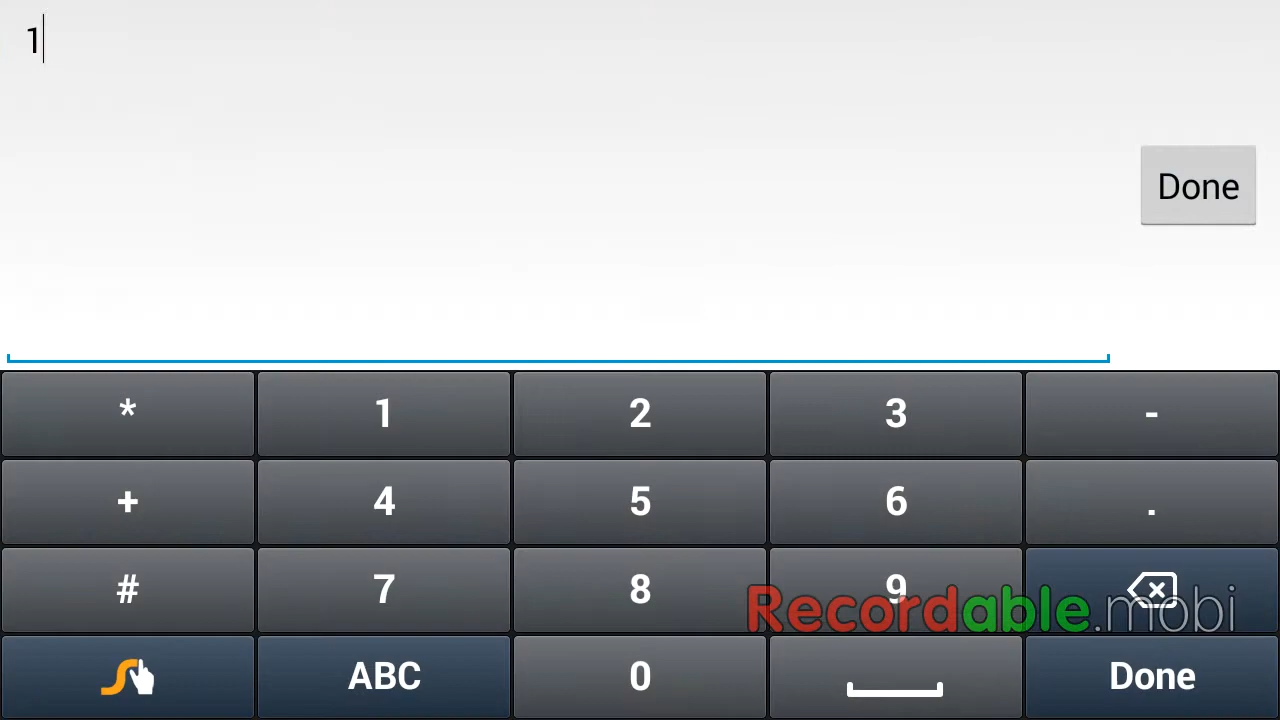 1
Done
* 1 2 3 -
+ 4 5 6 .
# 7 8 9
Recordable.mobi
ABC 0 Done